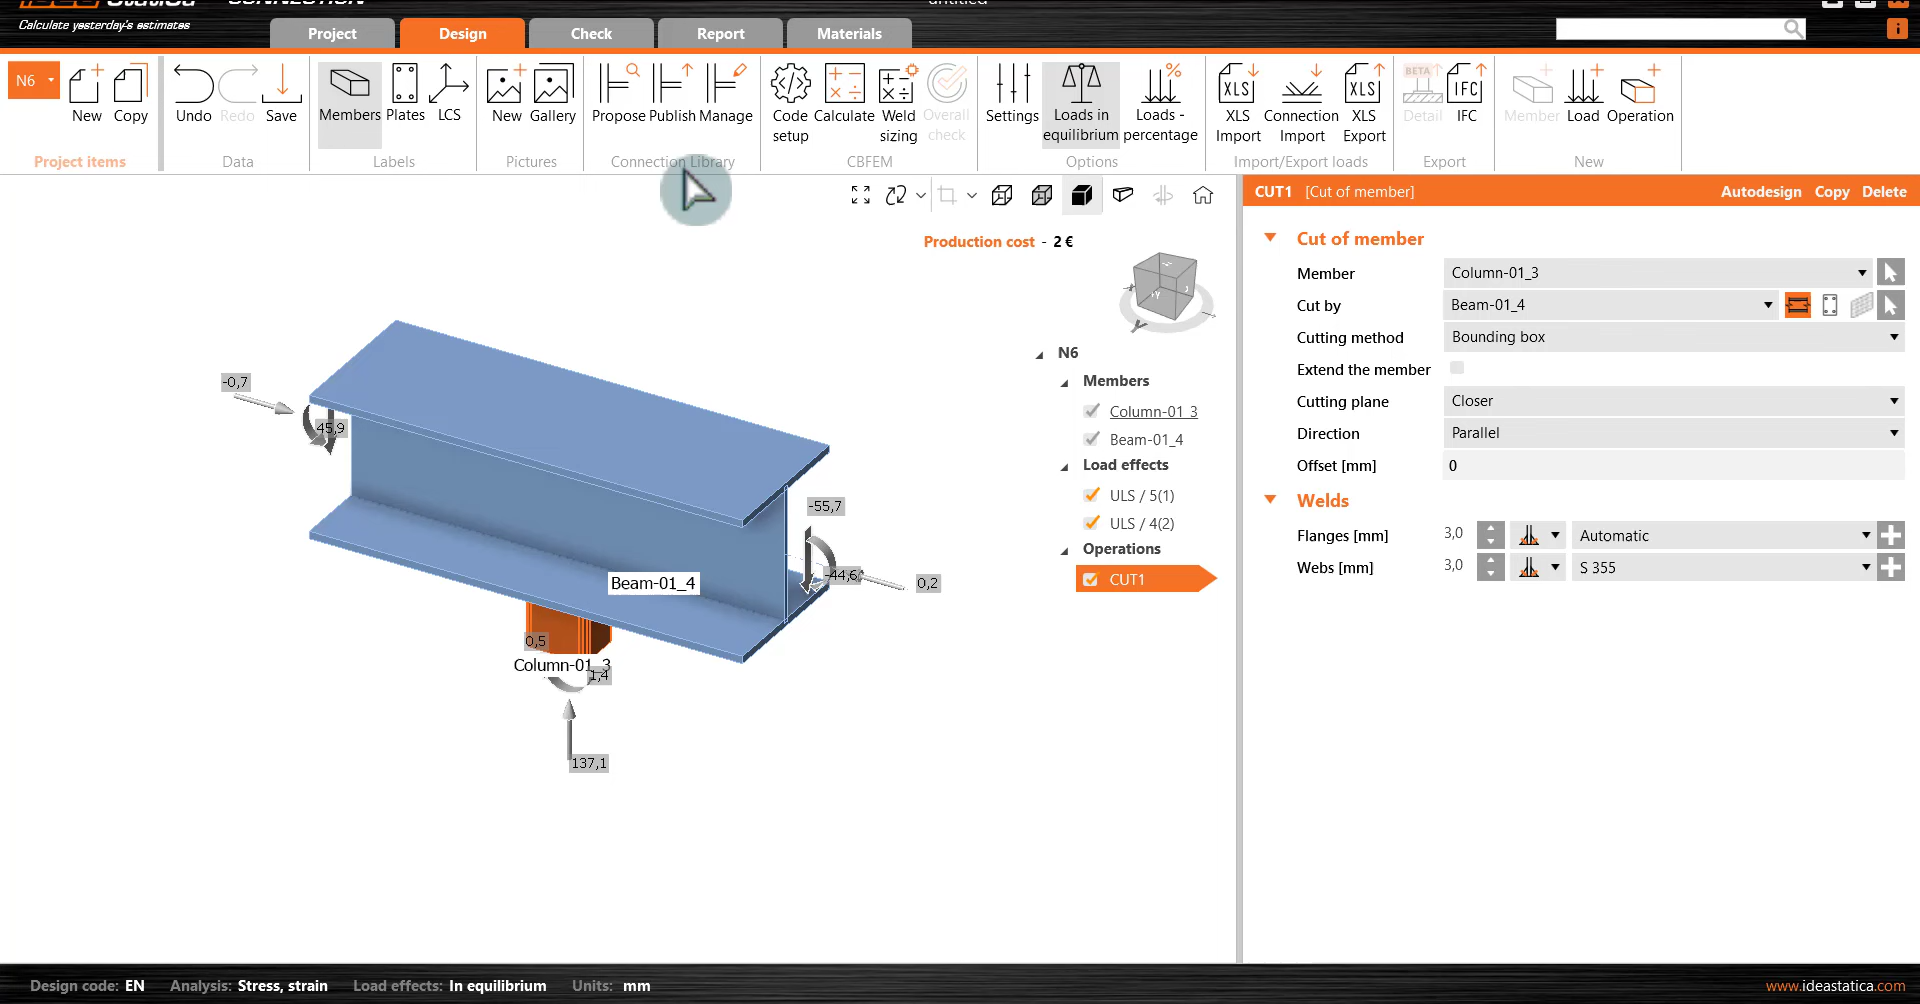 IDEA StatiCa CONNECTION untitled
Calculate yesterday's estimates
Project Design Check Report Materials
N6 New Copy Undo Redo Save Members Plates LCS New Gallery Propose Publish Manage Code setup Calculate Weld sizing Overall check Settings Loads in equilibrium Loads - percentage XLS Import Connection Import XLS Export BETA Detail IFC Member Load Operation
Project items Data Labels Pictures Connection Library CBFEM Options Import/Export loads Export New
Production cost - 2 €
-0,7
45,9
-55,7
-44,6
0,2
Beam-01_4
0,5
Column-01_3
1,4
137,1
N6
Members
Column-01_3
Beam-01_4
Load effects
ULS / 5(1)
ULS / 4(2)
Operations
CUT1
CUT1 [Cut of member] Autodesign Copy Delete
Cut of member
Member Column-01_3
Cut by Beam-01_4
Cutting method Bounding box
Extend the member
Cutting plane Closer
Direction Parallel
Offset [mm] 0
Welds
Flanges [mm] 3,0 Automatic
Webs [mm] 3,0 S 355
Design code: EN Analysis: Stress, strain Load effects: In equilibrium Units: mm
www.ideastatica.com